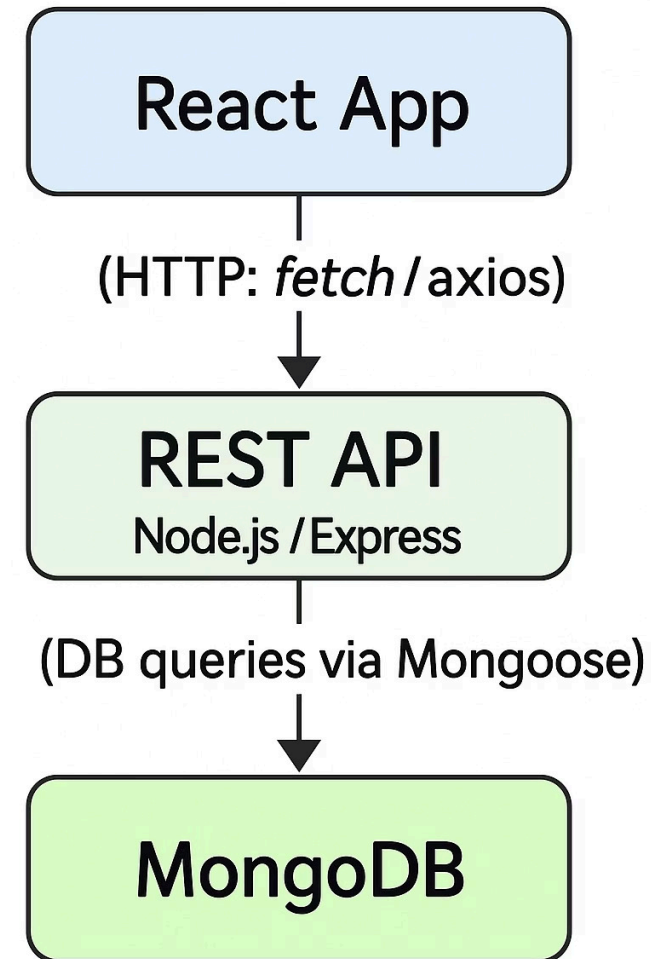 React App
(HTTP: fetch/axios)
REST API
Node.js/Express
(DB queries via Mongoose)
MongoDB